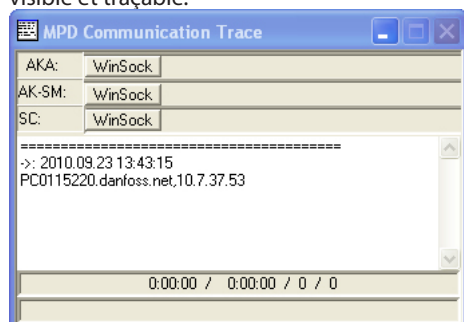 visible et traçable.
MPD Communication Trace
AKA: WinSock
AK-SM: WinSock
SC: WinSock
========================================
->: 2010.09.23 13:43:15
PC0115220.danfoss.net,10.7.37.53
0:00:00 / 0:00:00 / 0 / 0